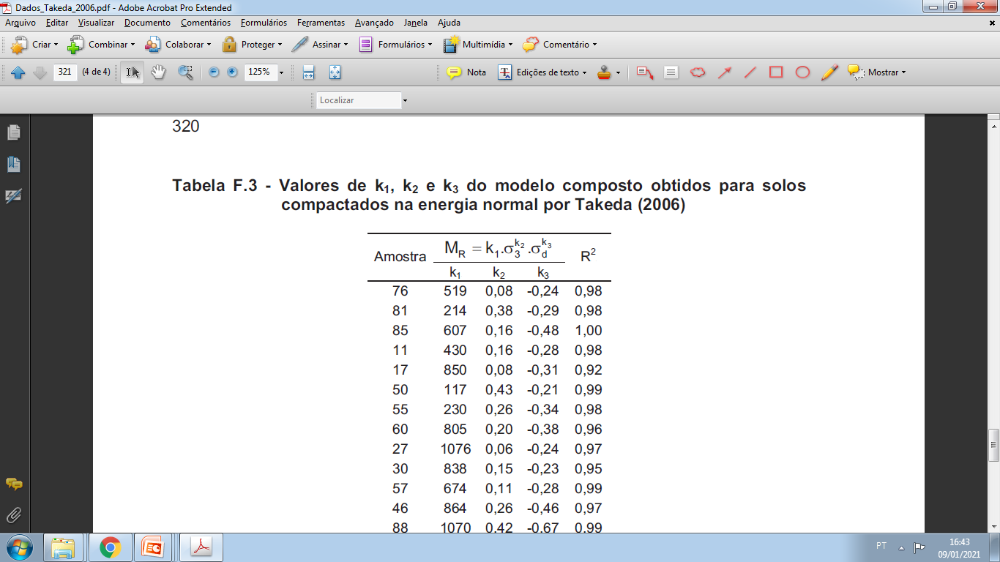 Dados_Takeda_2006.pdf - Adobe Acrobat Pro Extended
Arquivo Editar Visualizar Documento Comentários Formulários Ferramentas Avançado Janela Ajuda
Criar Combinar Colaborar Proteger Assinar Formulários Multimídia Comentário
321 (4 de 4) 125% Nota Edições de texto Mostrar
Localizar
320
Tabela F.3 - Valores de k₁, k₂ e k₃ do modelo composto obtidos para solos
compactados na energia normal por Takeda (2006)
Amostra M_R = k₁.σ₃^k₂.σ_d^k₃ R²
k₁ k₂ k₃
76 519 0,08 -0,24 0,98
81 214 0,38 -0,29 0,98
85 607 0,16 -0,48 1,00
11 430 0,16 -0,28 0,98
17 850 0,08 -0,31 0,92
50 117 0,43 -0,21 0,99
55 230 0,26 -0,34 0,98
60 805 0,20 -0,38 0,96
27 1076 0,06 -0,24 0,97
30 838 0,15 -0,23 0,95
57 674 0,11 -0,28 0,99
46 864 0,26 -0,46 0,97
88 1070 0,42 -0,67 0,99
PT 16:43
09/01/2021